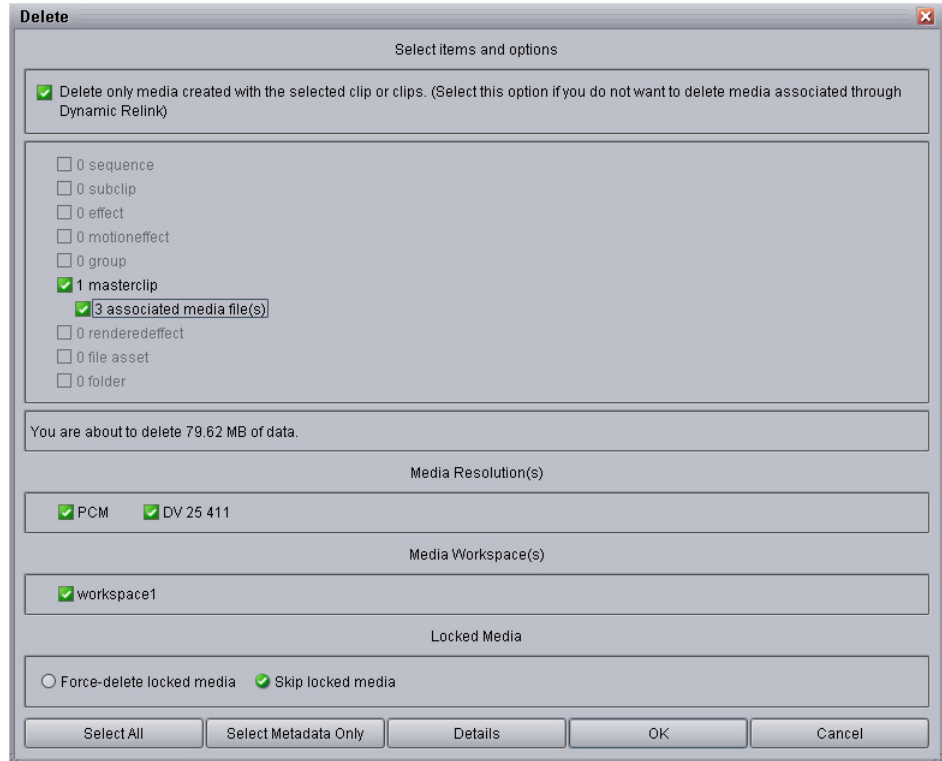 Delete
Select items and options
Delete only media created with the selected clip or clips. (Select this option if you do not want to delete media associated through
Dynamic Relink)
0 sequence
0 subclip
0 effect
0 motioneffect
0 group
1 masterclip
3 associated media file(s)
0 renderedeffect
0 file asset
0 folder
You are about to delete 79.62 MB of data.
Media Resolution(s)
PCM DV 25 411
Media Workspace(s)
workspace1
Locked Media
Force-delete locked media Skip locked media
Select All Select Metadata Only Details OK Cancel